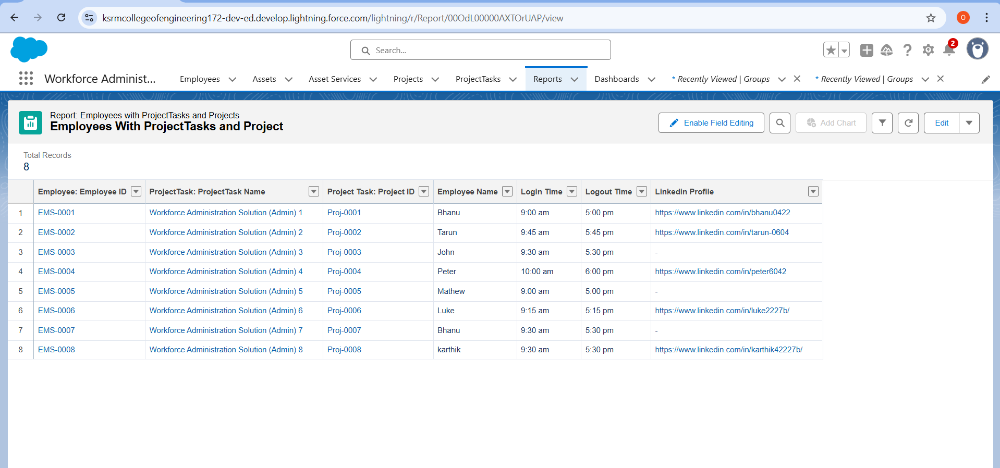 ksrmcollegeofengineering172-dev-ed.develop.lightning.force.com/lightning/r/Report/00OdL00000AXTOrUAP/view
O
Search...
2
Workforce Administ... Employees Assets Asset Services Projects ProjectTasks Reports Dashboards * Recently Viewed | Groups * Recently Viewed | Groups
Report: Employees with ProjectTasks and Projects
Employees With ProjectTasks and Project
Enable Field Editing Add Chart Edit
Total Records
8
Employee: Employee ID ProjectTask: ProjectTask Name Project Task: Project ID Employee Name Login Time Logout Time Linkedin Profile
1 EMS-0001 Workforce Administration Solution (Admin) 1 Proj-0001 Bhanu 9:00 am 5:00 pm https://www.linkedin.com/in/bhanu0422
2 EMS-0002 Workforce Administration Solution (Admin) 2 Proj-0002 Tarun 9:45 am 5:45 pm https://www.linkedin.com/in/tarun-0604
3 EMS-0003 Workforce Administration Solution (Admin) 3 Proj-0003 John 9:30 am 5:30 pm -
4 EMS-0004 Workforce Administration Solution (Admin) 4 Proj-0004 Peter 10:00 am 6:00 pm https://www.linkedin.com/in/peter6042
5 EMS-0005 Workforce Administration Solution (Admin) 5 Proj-0005 Mathew 9:00 am 5:00 pm -
6 EMS-0006 Workforce Administration Solution (Admin) 6 Proj-0006 Luke 9:15 am 5:15 pm https://www.linkedin.com/in/luke2227b/
7 EMS-0007 Workforce Administration Solution (Admin) 7 Proj-0007 Bhanu 9:30 am 5:30 pm -
8 EMS-0008 Workforce Administration Solution (Admin) 8 Proj-0008 karthik 9:30 am 5:30 pm https://www.linkedin.com/in/karthik42227b/